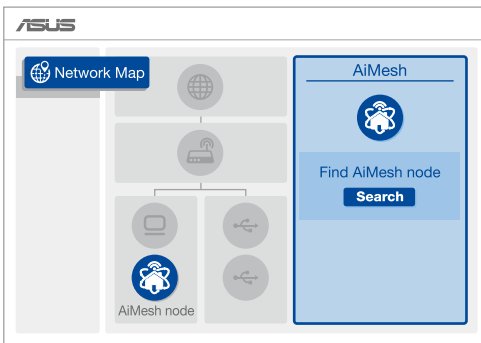 ASUS
Network Map
AiMesh
Find AiMesh node
Search
AiMesh node